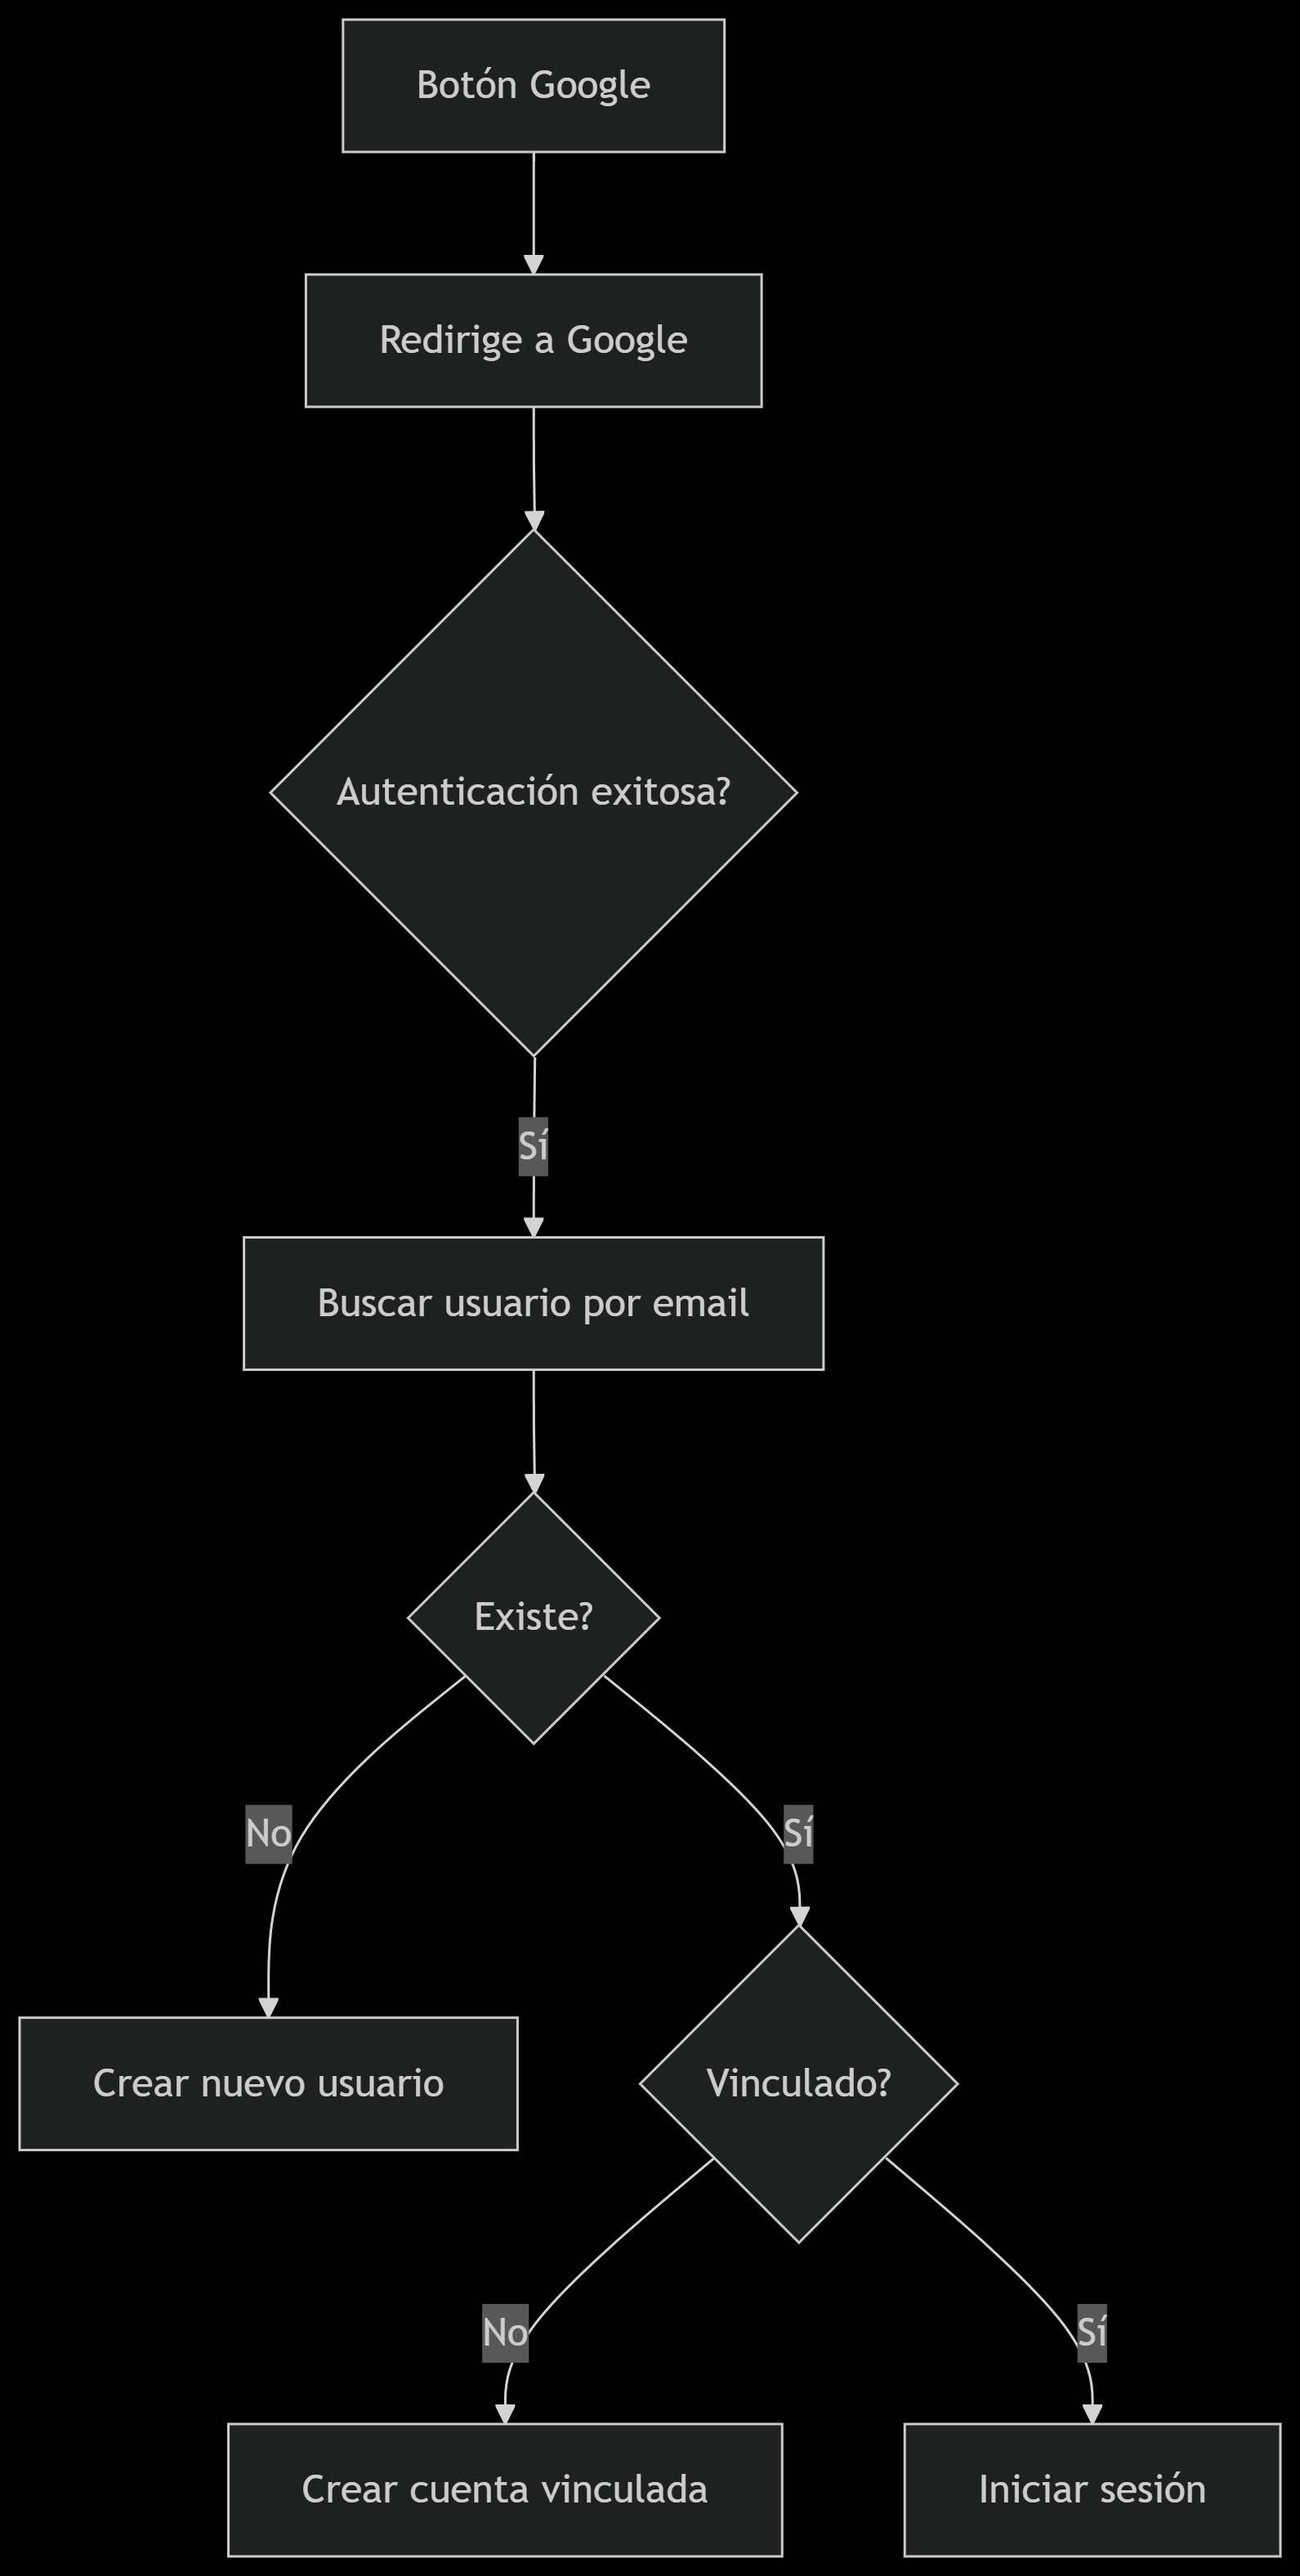 Botón Google
Redirige a Google
Autenticación exitosa?
Sí
Buscar usuario por email
Existe?
No
Sí
Crear nuevo usuario
Vinculado?
No
Sí
Crear cuenta vinculada
Iniciar sesión